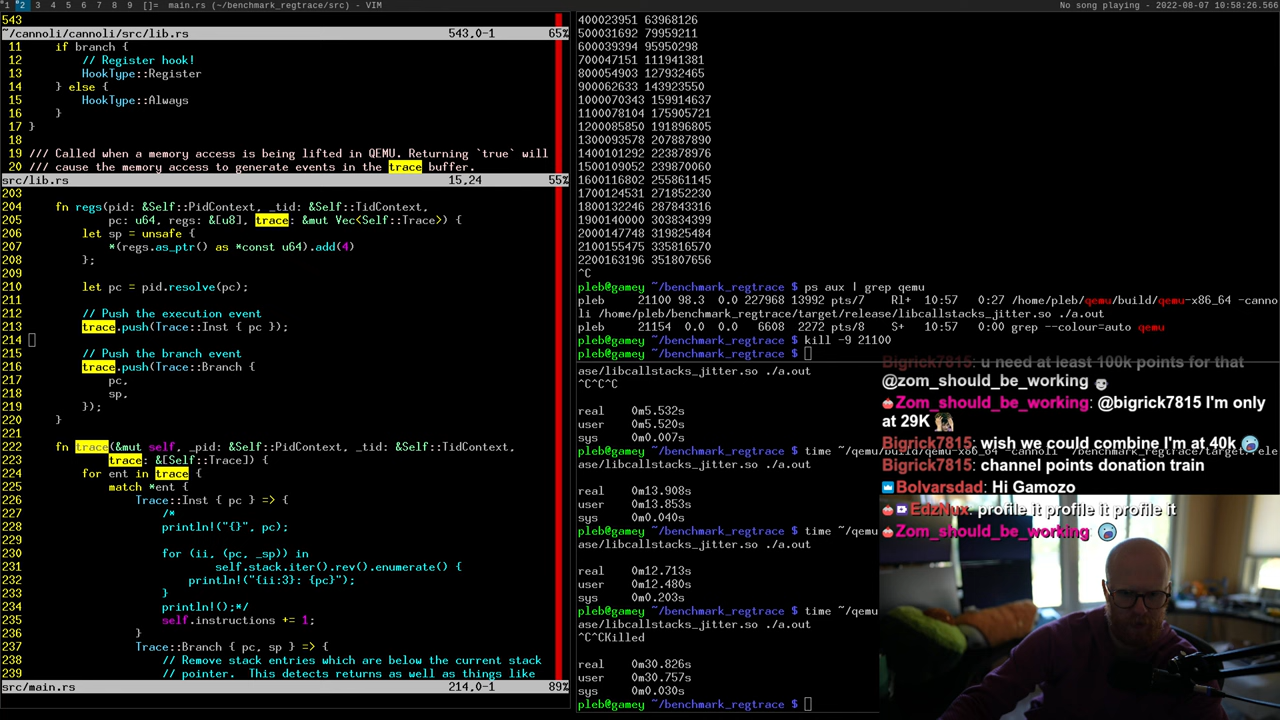 1 2 3 4 5 6 7 8 9 []= main.rs (~/benchmark_regtrace/src) - VIM
No song playing - 2022-08-07 10:58:26.566
543
~/cannoli/cannoli/src/lib.rs 543,0-1 65%
11 if branch {
12 // Register hook!
13 HookType::Register
14 } else {
15 HookType::Always
16 }
17 }
18
19 /// Called when a memory access is being lifted in QEMU. Returning `true` will
20 /// cause the memory access to generate events in the trace buffer.
src/lib.rs 15,24 55%
203
204 fn regs(pid: &Self::PidContext, _tid: &Self::TidContext,
205 pc: u64, regs: &[u8], trace: &mut Vec<Self::Trace>) {
206 let sp = unsafe {
207 *(regs.as_ptr() as *const u64).add(4)
208 };
209
210 let pc = pid.resolve(pc);
211
212 // Push the execution event
213 trace.push(Trace::Inst { pc });
214
215 // Push the branch event
216 trace.push(Trace::Branch {
217 pc,
218 sp,
219 });
220 }
221
222 fn trace(&mut self, _pid: &Self::PidContext, _tid: &Self::TidContext,
223 trace: &[Self::Trace]) {
224 for ent in trace {
225 match *ent {
226 Trace::Inst { pc } => {
227 /*
228 println!("{}", pc);
229
230 for (ii, (pc, _sp)) in
231 self.stack.iter().rev().enumerate() {
232 println!("{ii:3}: {pc}");
233 }
234 println!();*/
235 self.instructions += 1;
236 }
237 Trace::Branch { pc, sp } => {
238 // Remove stack entries which are below the current stack
239 // pointer. This detects returns as well as things like
src/main.rs 214,0-1 89%
400023951 63968126
500031692 79959211
600039394 95950298
700047151 111941381
800054903 127932465
900062633 143923550
1000070343 159914637
1100078104 175905721
1200085850 191896805
1300093578 207887890
1400101292 223878976
1500109052 239870060
1600116802 255861145
1700124531 271852230
1800132246 287843316
1900140000 303834399
2000147748 319825484
2100155475 335816570
2200163196 351807656
^C
pleb@gamey ~/benchmark_regtrace $ ps aux | grep qemu
pleb 21100 98.3 0.0 227968 13992 pts/7 Rl+ 10:57 0:27 /home/pleb/qemu/build/qemu-x86_64 -canno
li /home/pleb/benchmark_regtrace/target/release/libcallstacks_jitter.so ./a.out
pleb 21154 0.0 0.0 6608 2272 pts/8 S+ 10:57 0:00 grep --colour=auto qemu
pleb@gamey ~/benchmark_regtrace $ kill -9 21100
pleb@gamey ~/benchmark_regtrace $
ase/libcallstacks_jitter.so ./a.out
^C^C^C
real 0m5.532s
user 0m5.520s
sys 0m0.007s
pleb@gamey ~/benchmark_regtrace $ time ~/qemu/build/qemu-x86_64 -cannoli ~/benchmark_regtrace/target/rele
ase/libcallstacks_jitter.so ./a.out
real 0m13.908s
user 0m13.853s
sys 0m0.040s
pleb@gamey ~/benchmark_regtrace $ time ~/qemu
ase/libcallstacks_jitter.so ./a.out
real 0m12.713s
user 0m12.480s
sys 0m0.203s
pleb@gamey ~/benchmark_regtrace $ time ~/qemu
ase/libcallstacks_jitter.so ./a.out
^C^CKilled
real 0m30.826s
user 0m30.757s
sys 0m0.030s
pleb@gamey ~/benchmark_regtrace $
Bigrick7815: u need at least 100k points for that
@zom_should_be_working
Zom_should_be_working: @bigrick7815 I'm only
at 29K
Bigrick7815: wish we could combine I'm at 40k
Bigrick7815: channel points donation train
Bolvarsdad: Hi Gamozo
EdzNux: profile it profile it profile it
Zom_should_be_working: